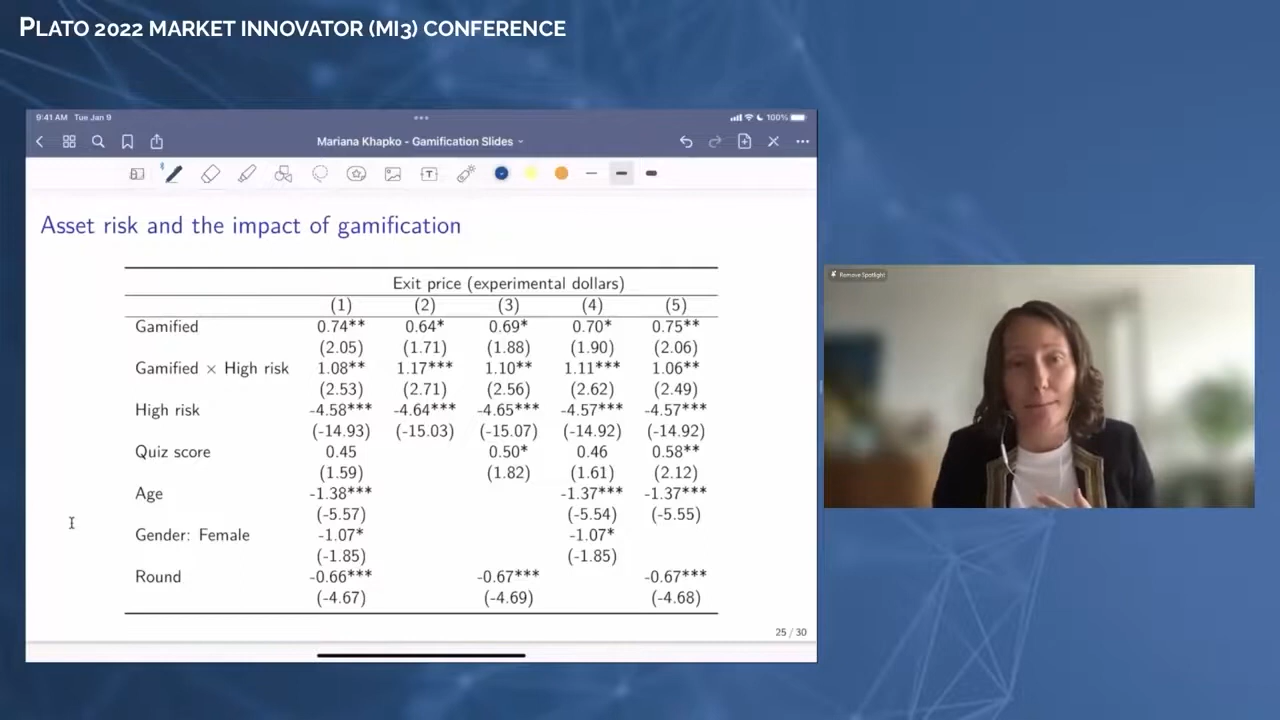 PLATO 2022 MARKET INNOVATOR (MI3) CONFERENCE
9:41 AM Tue Jan 9
100%
Mariana Khapko - Gamification Slides
Asset risk and the impact of gamification
Exit price (experimental dollars)
(1) (2) (3) (4) (5)
Gamified 0.74** 0.64* 0.69* 0.70* 0.75**
(2.05) (1.71) (1.88) (1.90) (2.06)
Gamified × High risk 1.08** 1.17*** 1.10** 1.11*** 1.06**
(2.53) (2.71) (2.56) (2.62) (2.49)
High risk -4.58*** -4.64*** -4.65*** -4.57*** -4.57***
(-14.93) (-15.03) (-15.07) (-14.92) (-14.92)
Quiz score 0.45 0.50* 0.46 0.58**
(1.59) (1.82) (1.61) (2.12)
Age -1.38*** -1.37*** -1.37***
(-5.57) (-5.54) (-5.55)
Gender: Female -1.07* -1.07*
(-1.85) (-1.85)
Round -0.66*** -0.67*** -0.67***
(-4.67) (-4.69) (-4.68)
25 / 30
Remove Spotlight